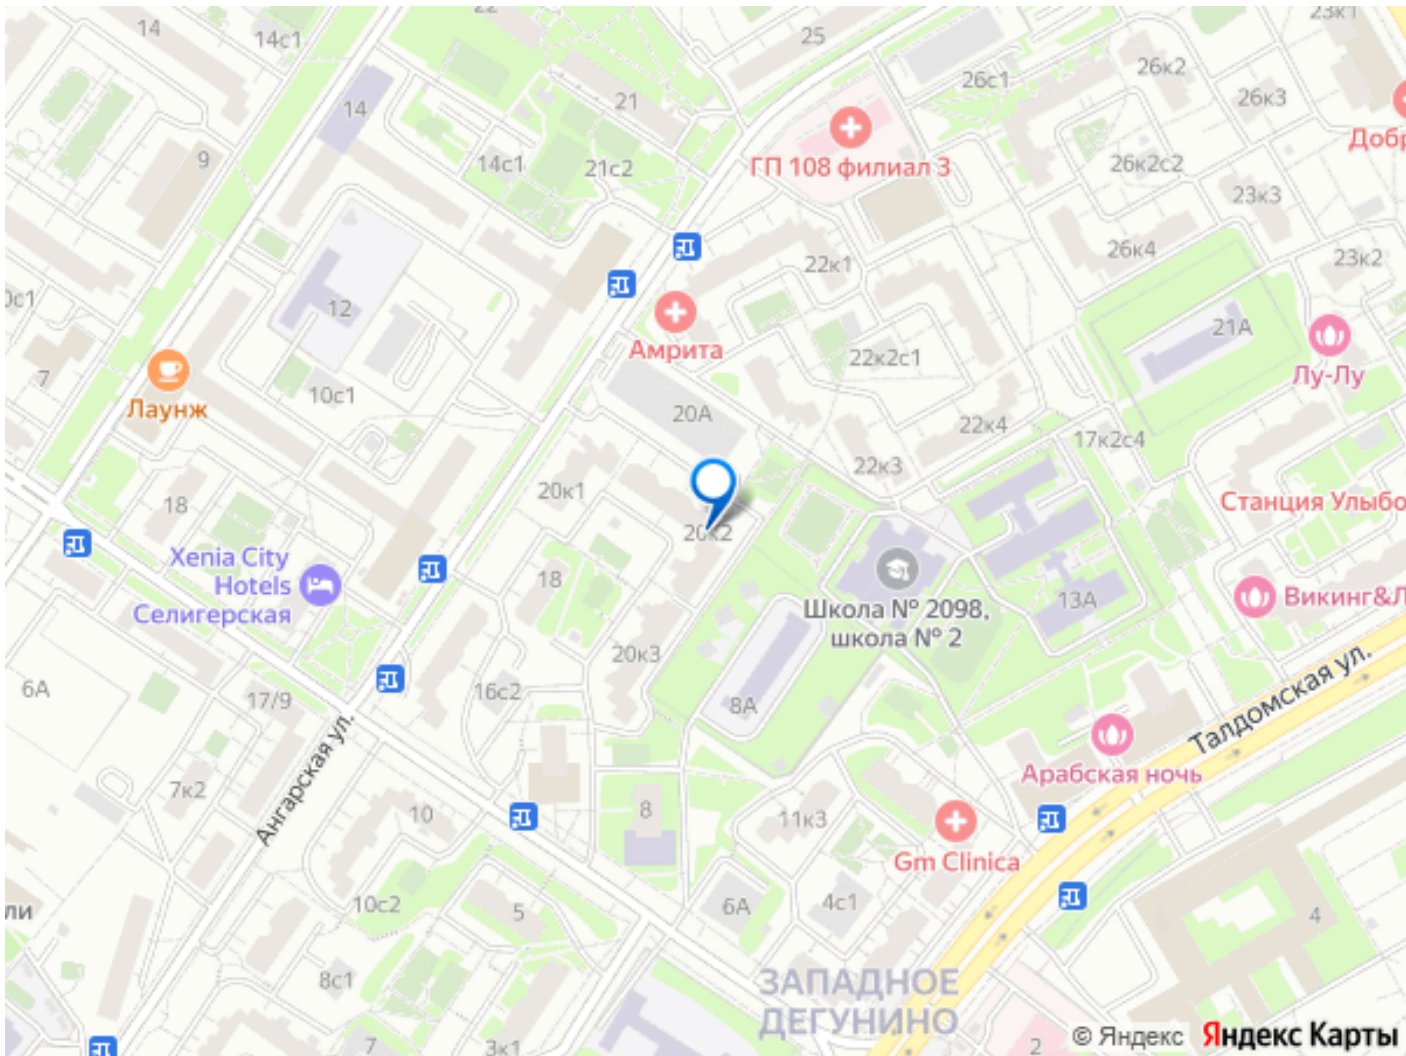 22
23к1
14
14с1
25
26к2
26с1
26к3
21
14
Добр
9
14с1
21с2
ГП 108 филиал 3
26к2с2
23к3
26к4
22к1
23к2
0с1
12
21А
Амрита
22к2с1
7
Лу-Лу
10с1
Лаунж
20А
22к4
17к2с4
22к3
20к1
18
Станция Улыбо
20к2
Xenia City
Hotels
Селигерская
18
Школа № 2098,
школа № 2
13А
Викинг&Л
20к3
6А
16с2
17/9
8А
Талдомская ул.
Арабская ночь
7к2
Ангарская ул.
10
8
11к3
Gm Clinica
10с2
5
6А
4с1
4
ли
8с1
ЗАПАДНОЕ
ДЕГУНИНО
7
3к1
2
© Яндекс Яндекс Карты